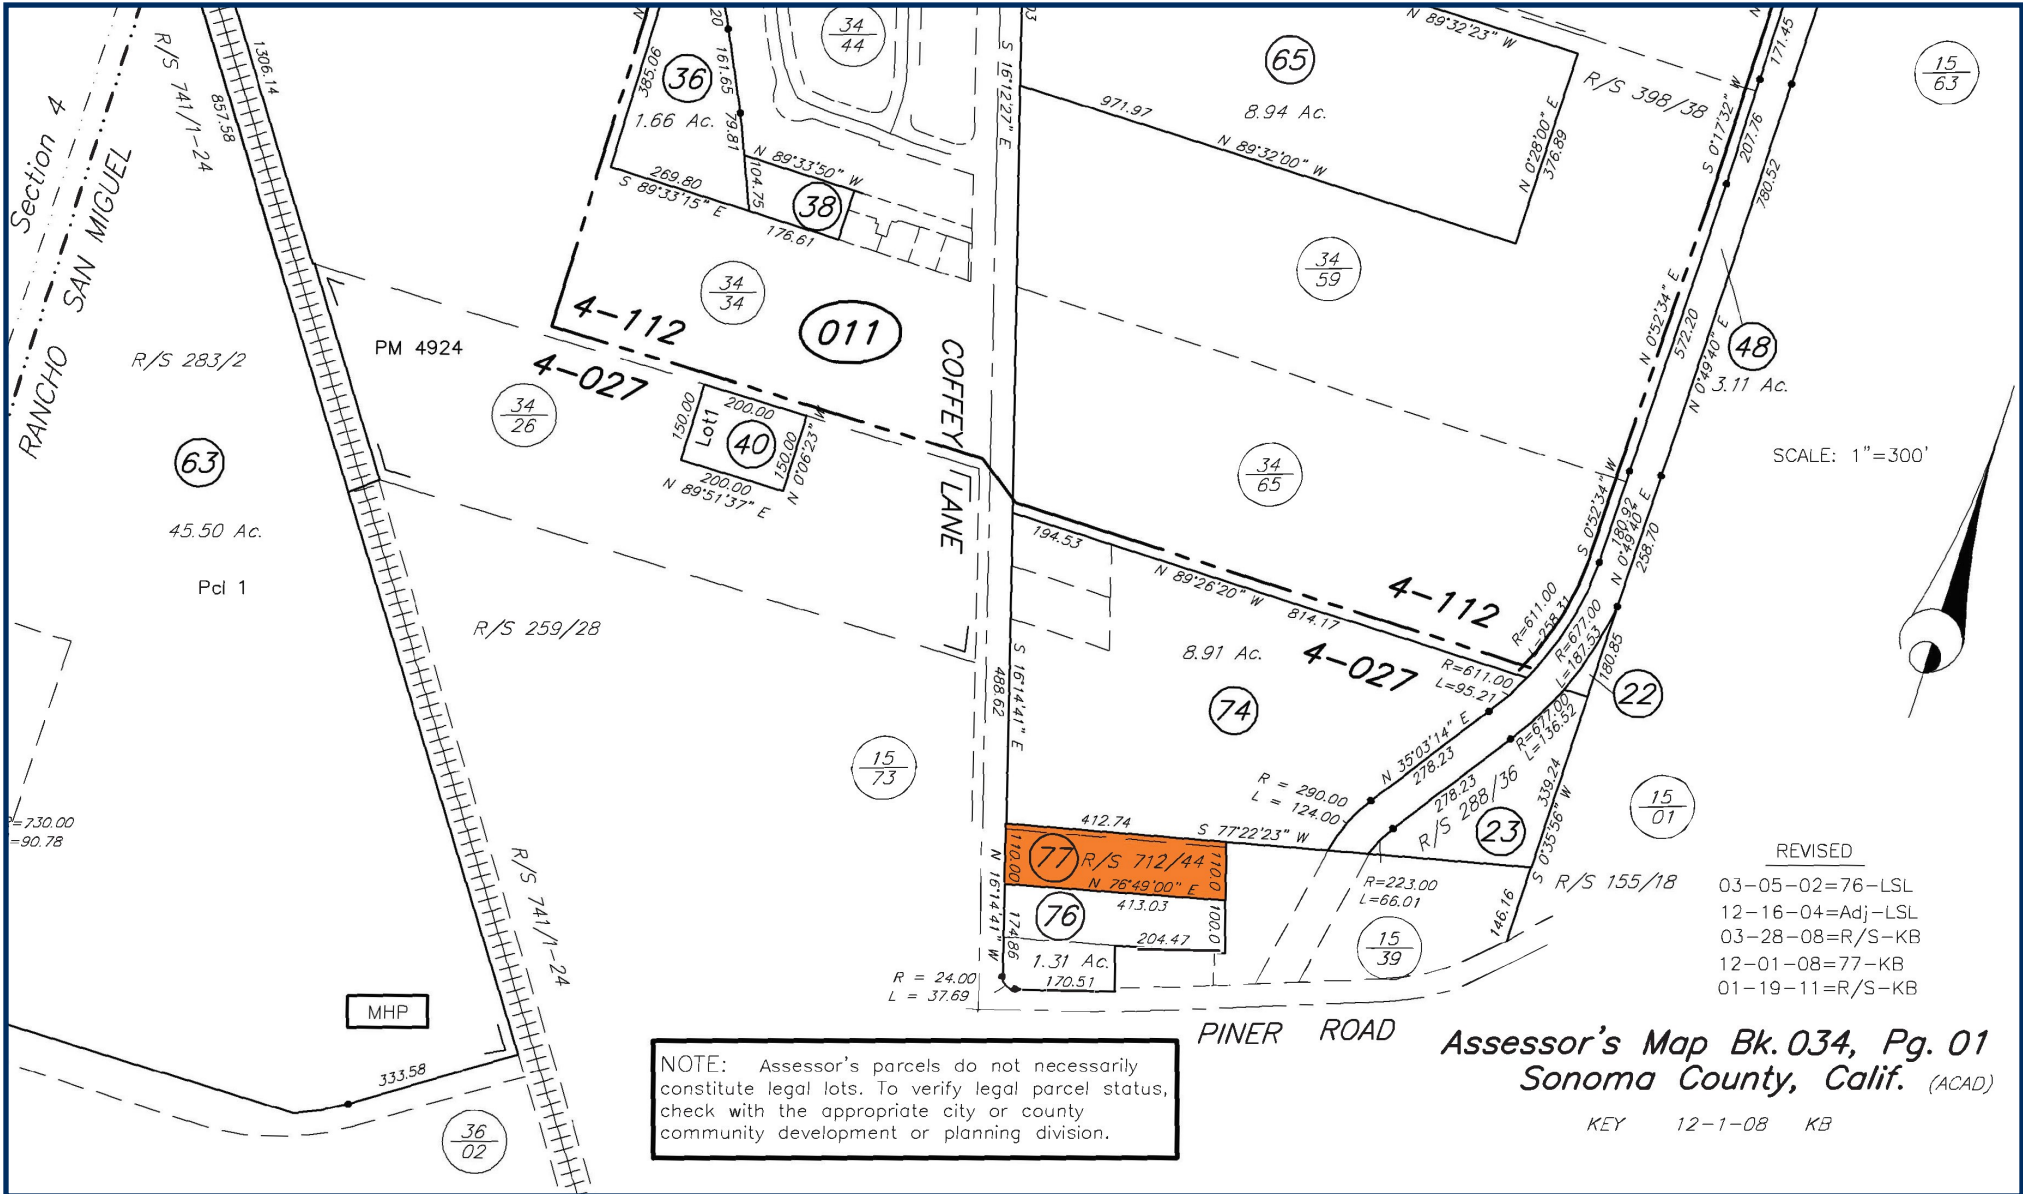 Section 4
RANCHO SAN MIGUEL
R/S 741/1-24
857.58
1306.14
R/S 283/2
63
45.50 Ac.
Pcl 1
PM 4924
385.06
36
1.66 Ac.
161.65
79.81
269.80
S 89°33'15" E
N 89°33'50" W
104.75
38
176.61
34
44
34
34
4-112
011
4-027
34
26
Lot1
150.00
200.00
40
150.00
200.00
N 89°51'37" E
N 0°06'23" W
COFFEY LANE
S 16°12'27" E
65
8.94 Ac.
971.97
N 89°32'00" W
N 89°32'23" W
N 0°28'00" E
376.89
R/S 398/38
S 0°17'32" W
171.45
207.76
780.52
15
63
34
59
N 0°52'34" E
572.20
N 0°49'40" E
48
3.11 Ac.
34
65
S 0°52'34" W
180.92
N 0°49'40" E
258.70
SCALE: 1"=300'
R/S 259/28
194.53
N 89°26'20" W
814.17
4-112
4-027
8.91 Ac.
74
S 16°14'41" E
488.62
R=611.00
L=258.31
R=677.00
L=187.53
R=611.00
L=95.21
180.85
22
R=677.00
L=136.52
N 35°03'14" E
278.23
278.23
R/S 288/36
339.24
S 0°35'56" W
23
15
01
15
73
R = 290.00
L = 124.00
412.74
S 77°22'23" W
77
R/S 712/44
110.00
110.0
N 76°49'00" E
413.03
76
100.0
N 16°14'41" W
174.86
204.47
1.31 Ac.
170.51
R = 24.00
L = 37.69
R=223.00
L=66.01
15
39
146.16
R/S 155/18
PINER ROAD
=730.00
=90.78
R/S 741/1-24
MHP
333.58
36
02
NOTE: Assessor's parcels do not necessarily
constitute legal lots. To verify legal parcel status,
check with the appropriate city or county
community development or planning division.
REVISED
03-05-02=76-LSL
12-16-04=Adj-LSL
03-28-08=R/S-KB
12-01-08=77-KB
01-19-11=R/S-KB
Assessor's Map Bk. 034, Pg. 01
Sonoma County, Calif. (ACAD)
KEY 12-1-08 KB